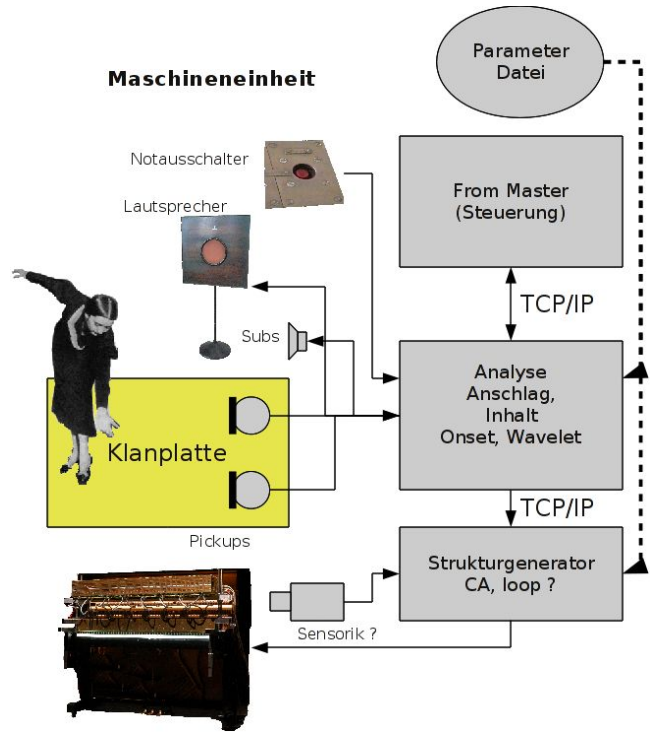 Parameter
Datei
Maschineneinheit
Notausschalter
From Master
(Steuerung)
Lautsprecher
TCP/IP
Subs
Analyse
Anschlag,
Inhalt
Onset, Wavelet
Klanplatte
TCP/IP
Pickups
Strukturgenerator
CA, loop ?
Sensorik ?